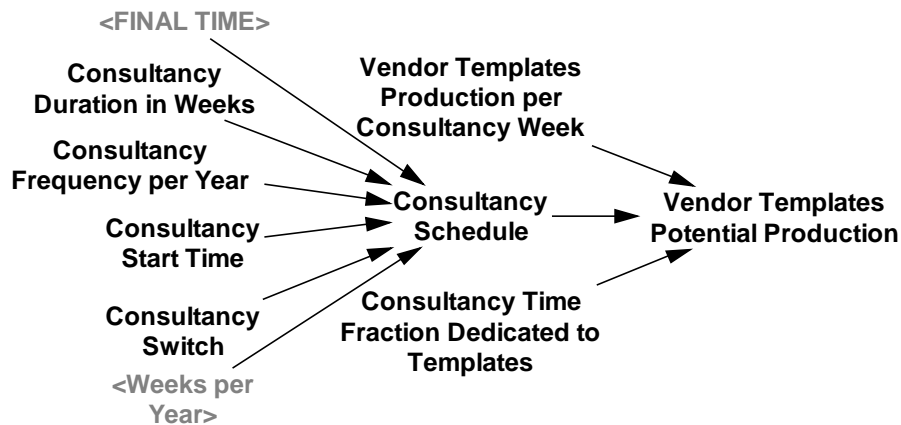 <FINAL TIME>
Consultancy
Duration in Weeks
Vendor Templates
Production per
Consultancy Week
Consultancy
Frequency per Year
Consultancy
Schedule
Vendor Templates
Potential Production
Consultancy
Start Time
Consultancy
Switch
Consultancy Time
Fraction Dedicated to
Templates
<Weeks per
Year>